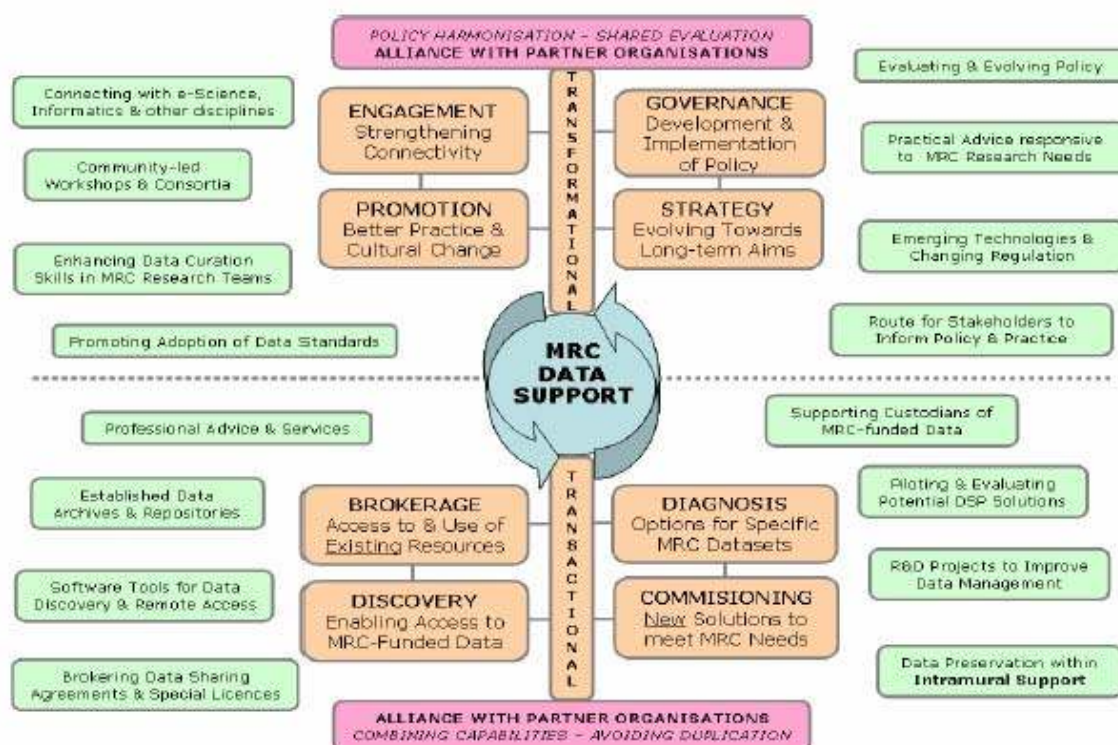 POLICY HARMONISATION – SHARED EVALUATION
ALLIANCE WITH PARTNER ORGANISATIONS
Connecting with e-Science,
Informatics & other disciplines
Community-led
Workshops & Consortia
Enhancing Data Curation
Skills in MRC Research Teams
Promoting Adoption of Data Standards
ENGAGEMENT
Strengthening
Connectivity
PROMOTION
Better Practice &
Cultural Change
TRANSFORMATIONAL
GOVERNANCE
Development &
Implementation
of Policy
STRATEGY
Evolving Towards
Long-term Aims
Evaluating & Evolving Policy
Practical Advice responsive
to MRC Research Needs
Emerging Technologies &
Changing Regulation
Route for Stakeholders to
Inform Policy & Practice
MRC
DATA
SUPPORT
Professional Advice & Services
Established Data
Archives & Repositories
Software Tools for Data
Discovery & Remote Access
Brokering Data Sharing
Agreements & Special Licences
BROKERAGE
Access to & Use of
Existing Resources
DISCOVERY
Enabling Access to
MRC-Funded Data
TRANSACTIONAL
DIAGNOSIS
Options for Specific
MRC Datasets
COMMISIONING
New Solutions to
meet MRC Needs
Supporting Custodians of
MRC-funded Data
Piloting & Evaluating
Potential DSP Solutions
R&D Projects to Improve
Data Management
Data Preservation within
Intramural Support
ALLIANCE WITH PARTNER ORGANISATIONS
COMBINING CAPABILITIES – AVOIDING DUPLICATION